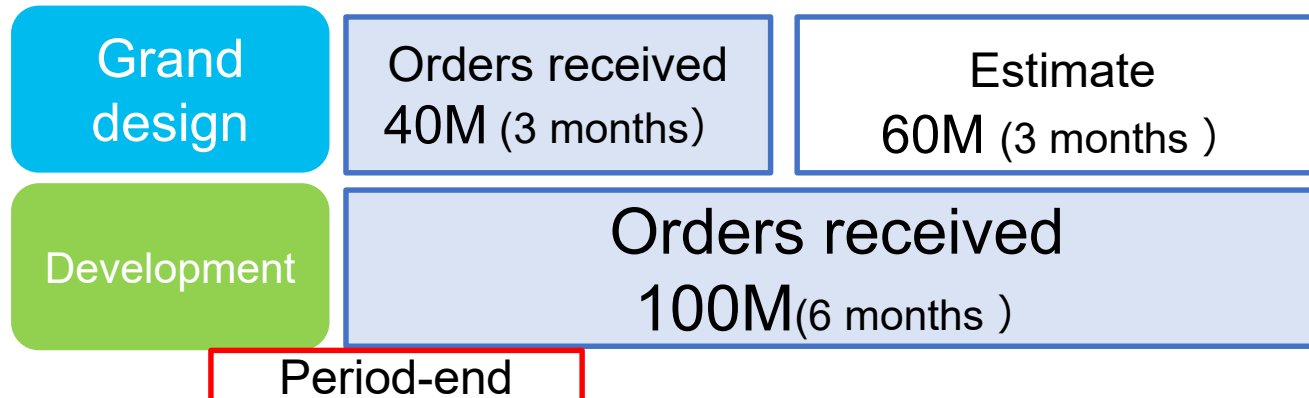 Grand
design
Orders received
40M (3 months）
Estimate
60M (3 months ）
Development
Orders received
100M(6 months ）
Period-end